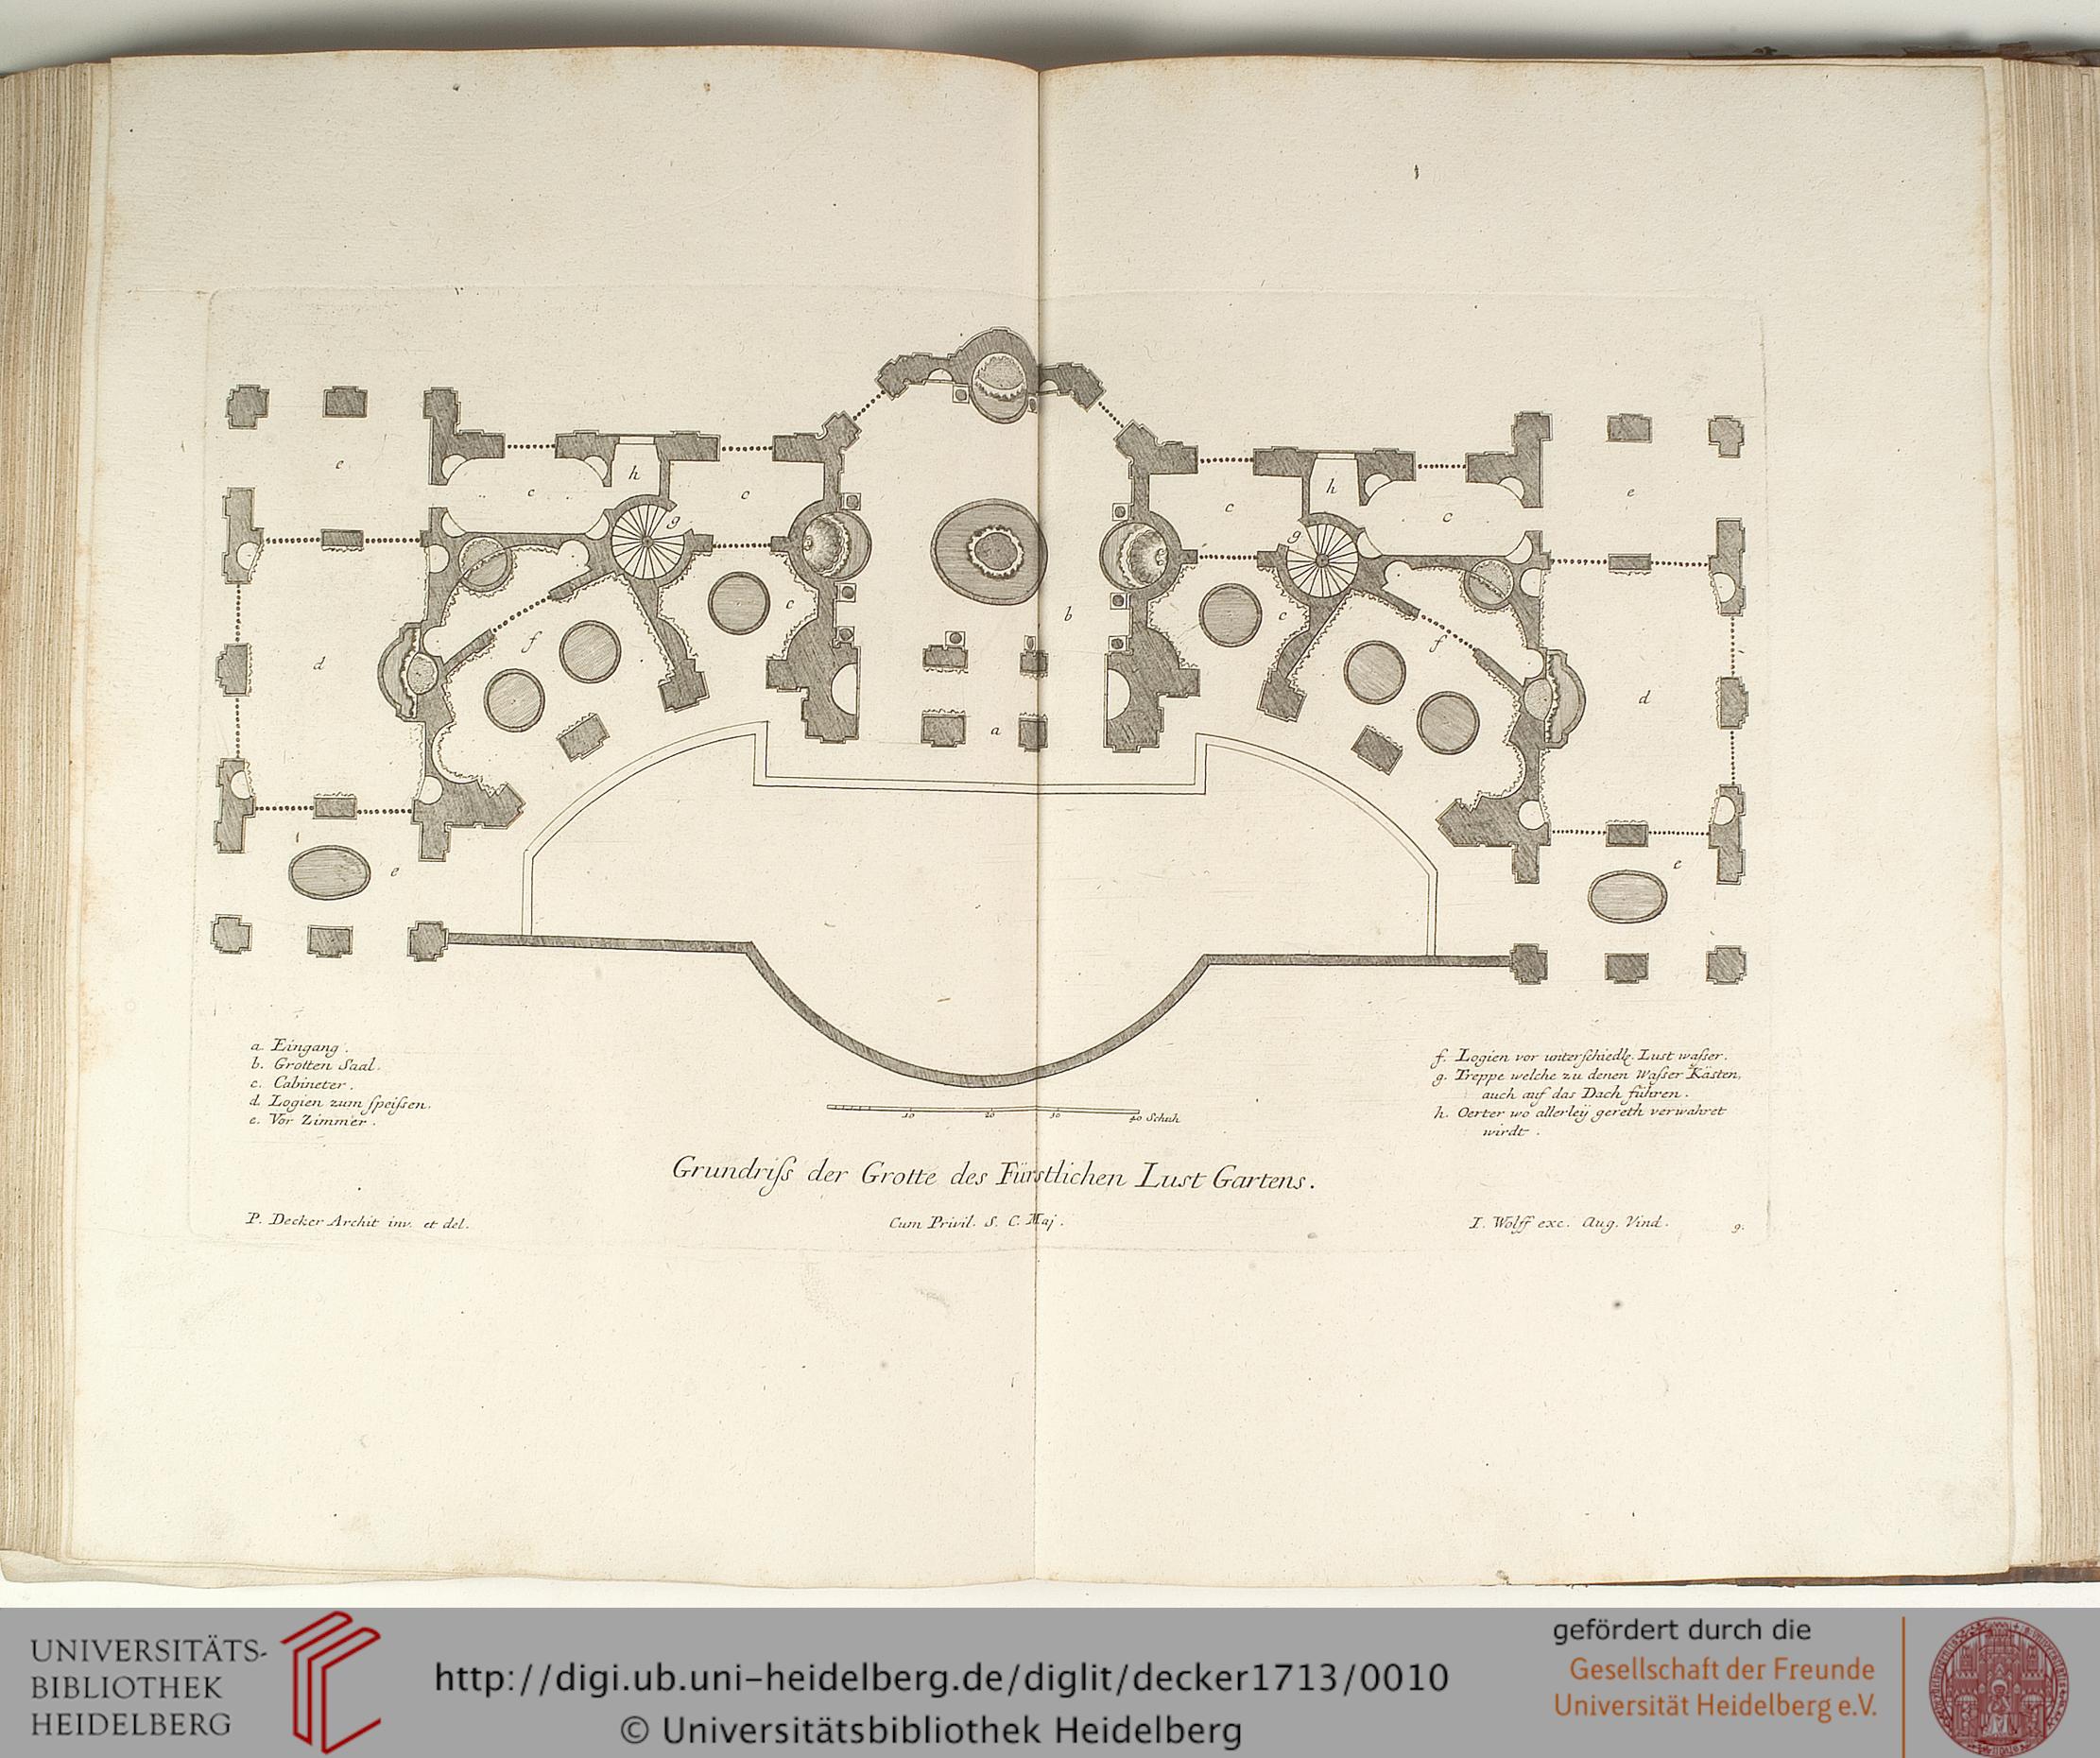 e
e
h
h
c
c
c
c
e
g
g
c
c
b
f
f
d
d
a
e
e
a Eingang.
b. Grotten Saal.
c. Cabineter.
d. Logien zum speißen.
e. Vor Zimmer.
f. Logien vor unterschiedlę. Lust waßer.
g. Treppe welche zu denen Waßer Kästen,
auch auf das Dach führen.
h. Oerter wo allerleÿ gereth verwahret
wirdt.
10 20 30 40 Schuh
Grundriſs der Grotte des Fürstlichen Lust Gartens.
P. Decker Archit inv. et del.
Cum Privil. S. C. Maj.
I. Wolff exc. Aug. Vind.
9.
UNIVERSITÄTS-
BIBLIOTHEK
HEIDELBERG
http://digi.ub.uni-heidelberg.de/diglit/decker1713/0010
© Universitätsbibliothek Heidelberg
gefördert durch die
Gesellschaft der Freunde
Universität Heidelberg e.V.